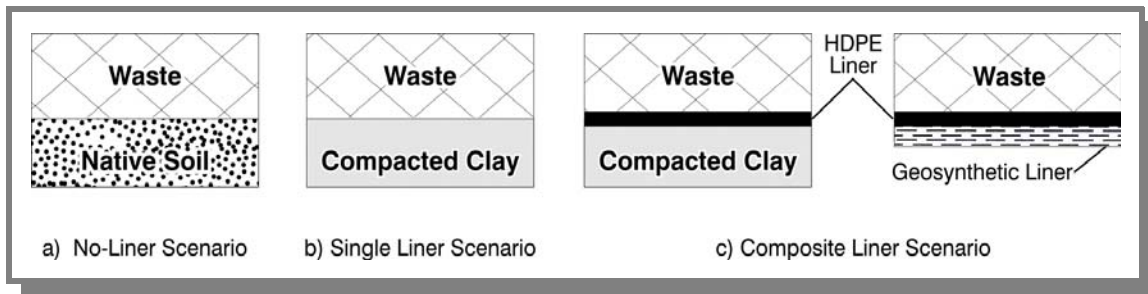 Waste
Native Soil
a) No-Liner Scenario
Waste
Compacted Clay
b) Single Liner Scenario
Waste
Compacted Clay
HDPE
Liner
Waste
Geosynthetic Liner
c) Composite Liner Scenario